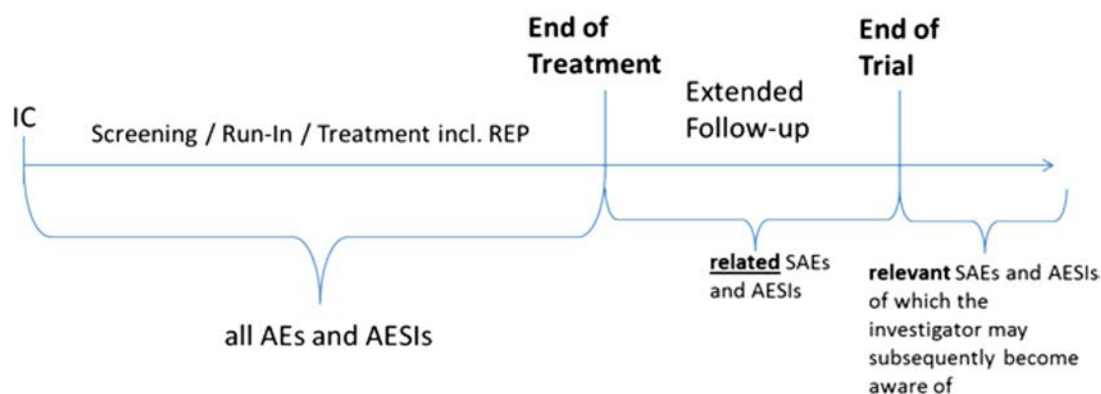 End of
Treatment
End of
Trial
IC
Screening / Run-In / Treatment incl. REP
Extended
Follow-up
all AEs and AESIs
related SAEs
and AESIs
relevant SAEs and AESIs
of which the
investigator may
subsequently become
aware of